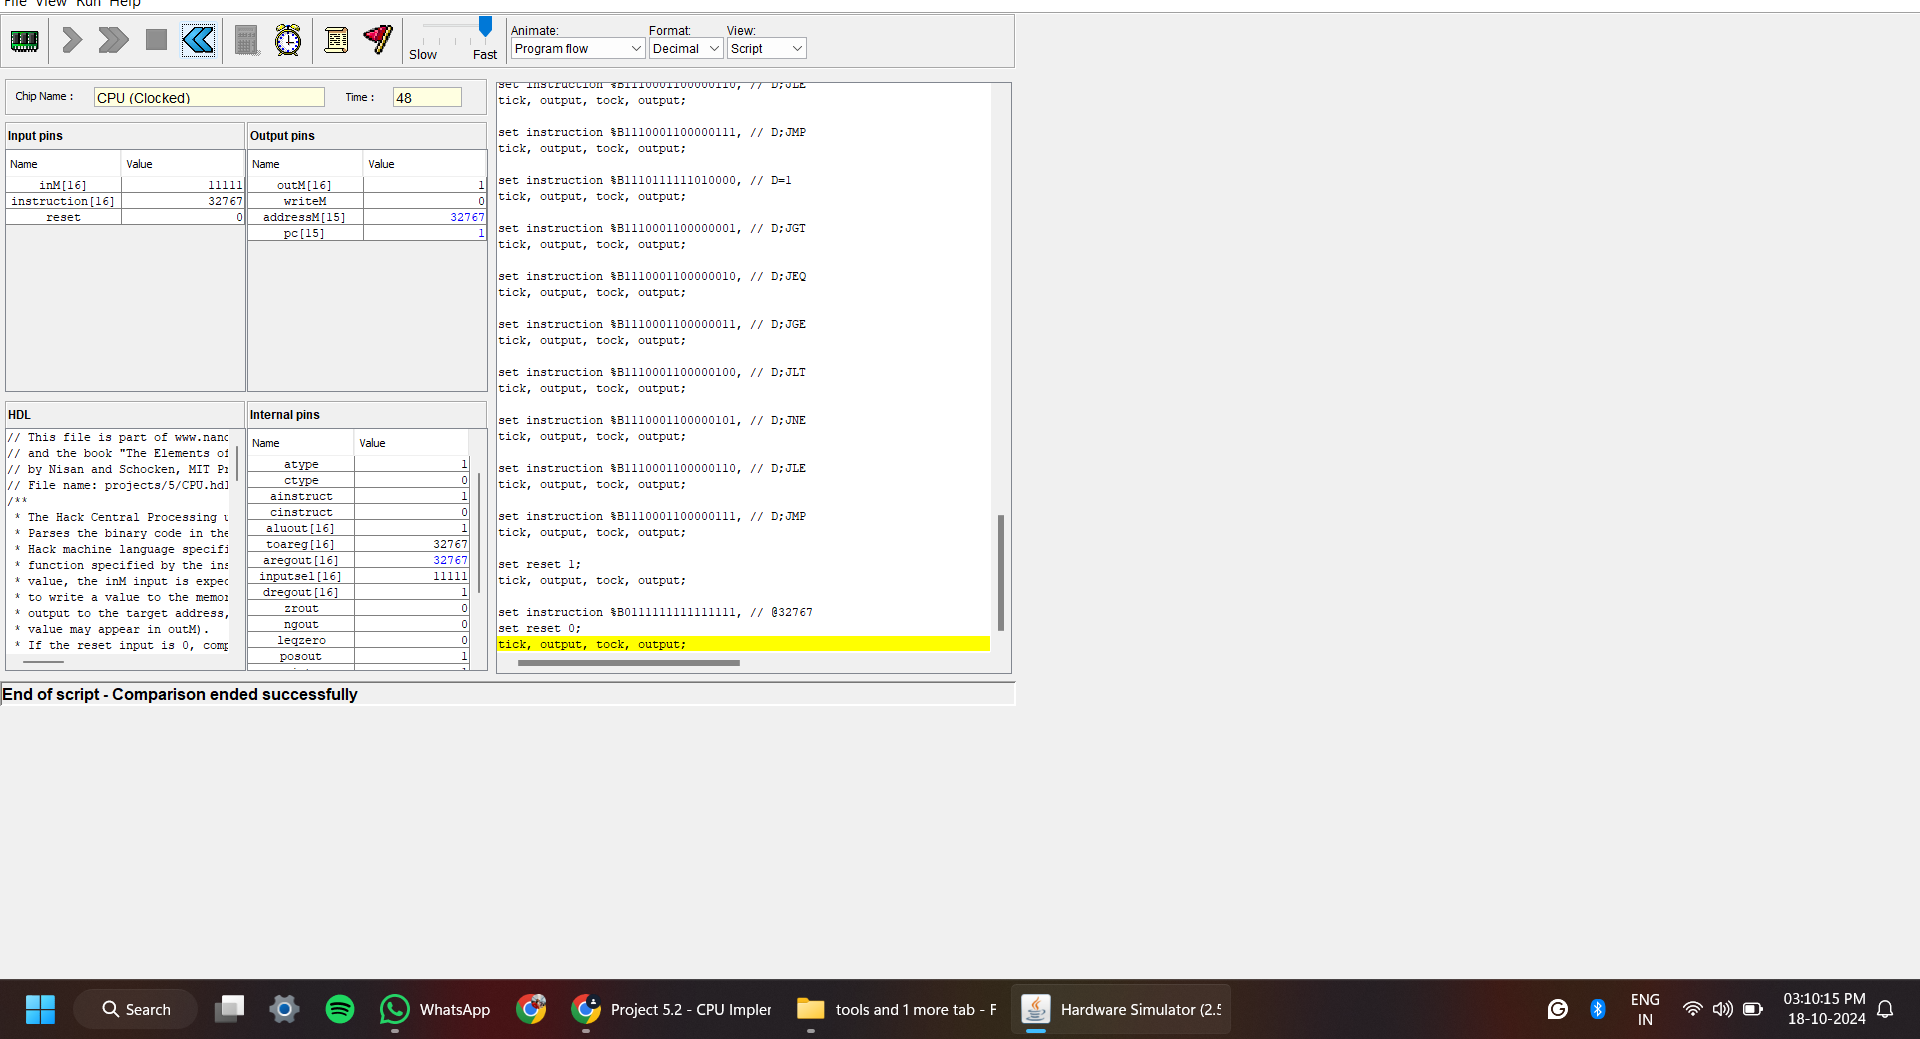 File View Run Help
Slow
Fast
Animate:
Program flow
Format:
Decimal
View:
Script
Chip Name :
CPU (Clocked)
Time :
48
Input pins
Name Value
inM[16] 11111
instruction[16] 32767
reset 0
Output pins
Name Value
outM[16] 1
writeM 0
addressM[15] 32767
pc[15] 1
HDL
// This file is part of www.nanc
// and the book "The Elements of
// by Nisan and Schocken, MIT Pr
// File name: projects/5/CPU.hdl
/**
* The Hack Central Processing u
* Parses the binary code in the
* Hack machine language specifi
* function specified by the ins
* value, the inM input is expec
* to write a value to the memor
* output to the target address,
* value may appear in outM).
* If the reset input is 0, comp
Internal pins
Name Value
atype 1
ctype 0
ainstruct 1
cinstruct 0
aluout[16] 1
toareg[16] 32767
aregout[16] 32767
inputsel[16] 11111
dregout[16] 1
zrout 0
ngout 0
leqzero 0
posout 1
set instruction %B1110001100000110, // D;JLE
tick, output, tock, output;
set instruction %B1110001100000111, // D;JMP
tick, output, tock, output;
set instruction %B1110111111010000, // D=1
tick, output, tock, output;
set instruction %B1110001100000001, // D;JGT
tick, output, tock, output;
set instruction %B1110001100000010, // D;JEQ
tick, output, tock, output;
set instruction %B1110001100000011, // D;JGE
tick, output, tock, output;
set instruction %B1110001100000100, // D;JLT
tick, output, tock, output;
set instruction %B1110001100000101, // D;JNE
tick, output, tock, output;
set instruction %B1110001100000110, // D;JLE
tick, output, tock, output;
set instruction %B1110001100000111, // D;JMP
tick, output, tock, output;
set reset 1;
tick, output, tock, output;
set instruction %B0111111111111111, // @32767
set reset 0;
tick, output, tock, output;
End of script - Comparison ended successfully
Search
WhatsApp
Project 5.2 - CPU Impler
tools and 1 more tab - F
Hardware Simulator (2.5
ENG
IN
03:10:15 PM
18-10-2024